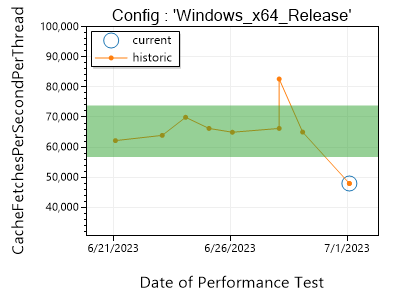 Config : 'Windows_x64_Release'
CacheFetchesPerSecondPerThread
100,000
90,000
80,000
70,000
60,000
50,000
40,000
current
historic
6/21/2023
6/26/2023
7/1/2023
Date of Performance Test